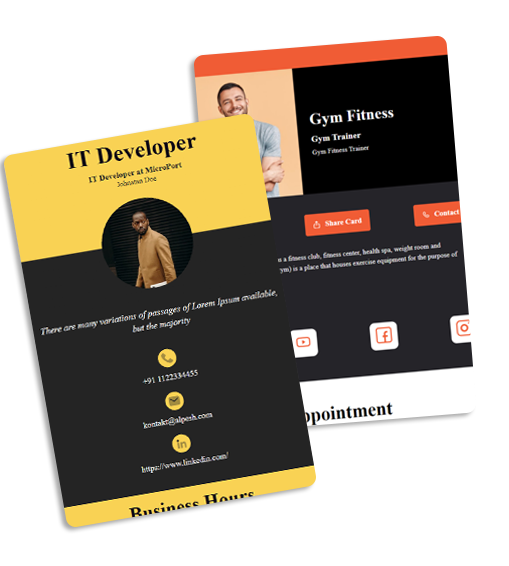 IT Developer
IT Developer at MicroPort
Johnatan Doe
There are many variations of passages of Lorem Ipsum available,
but the majority
+91 1122334455
kontakt@alpesh.com
https://www.linkedin.com/
Business Hours
Gym Fitness
Gym Trainer
Gym Fitness Trainer
Share Card
Contact
a fitness club, fitness center, health spa, weight room and
ym) is a place that houses exercise equipment for the purpose of
ppointment